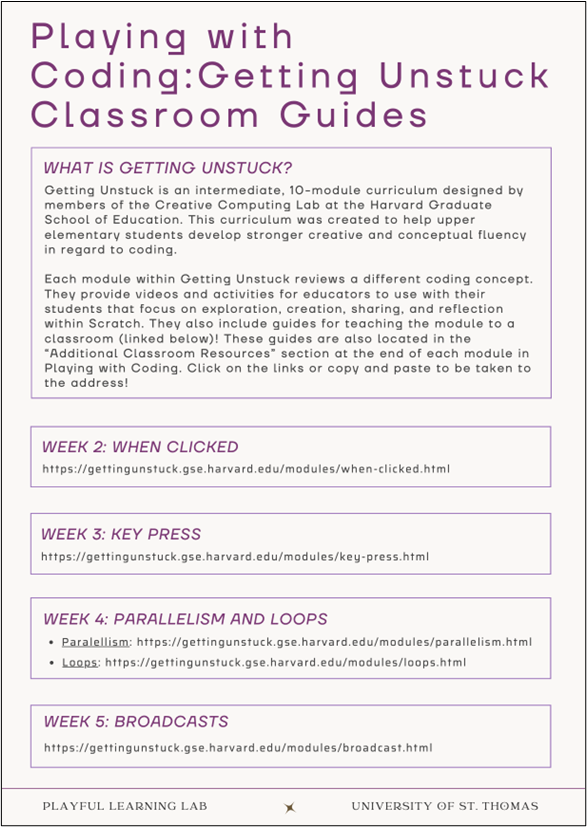 Playing with
Coding:Getting Unstuck
Classroom Guides
WHAT IS GETTING UNSTUCK?
Getting Unstuck is an intermediate, 10-module curriculum designed by
members of the Creative Computing Lab at the Harvard Graduate
School of Education. This curriculum was created to help upper
elementary students develop stronger creative and conceptual fluency
in regard to coding.
Each module within Getting Unstuck reviews a different coding concept.
They provide videos and activities for educators to use with their
students that focus on exploration, creation, sharing, and reflection
within Scratch. They also include guides for teaching the module to a
classroom (linked below)! These guides are also located in the
"Additional Classroom Resources" section at the end of each module in
Playing with Coding. Click on the links or copy and paste to be taken to
the address!
WEEK 2: WHEN CLICKED
https://gettingunstuck.gse.harvard.edu/modules/when-clicked.html
WEEK 3: KEY PRESS
https://gettingunstuck.gse.harvard.edu/modules/key-press.html
WEEK 4: PARALLELISM AND LOOPS
• Paralellism: https://gettingunstuck.gse.harvard.edu/modules/parallelism.html
• Loops: https://gettingunstuck.gse.harvard.edu/modules/loops.html
WEEK 5: BROADCASTS
https://gettingunstuck.gse.harvard.edu/modules/broadcast.html
PLAYFUL LEARNING LAB
UNIVERSITY OF ST. THOMAS